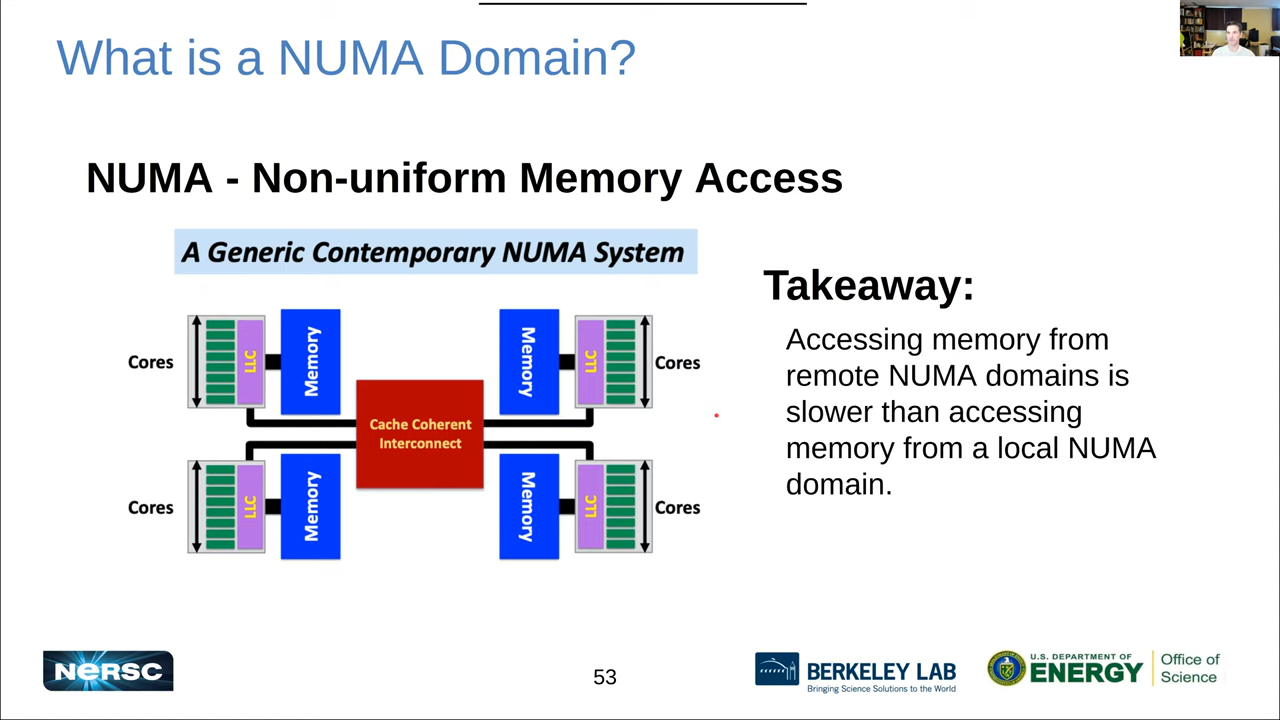 What is a NUMA Domain?
NUMA - Non-uniform Memory Access
A Generic Contemporary NUMA System
Cores
LLC
Memory
Memory
LLC
Cores
Cache Coherent
Interconnect
Cores
LLC
Memory
Memory
LLC
Cores
Takeaway:
Accessing memory from
remote NUMA domains is
slower than accessing
memory from a local NUMA
domain.
NERSC
53
BERKELEY LAB
Bringing Science Solutions to the World
U.S. DEPARTMENT OF
ENERGY
Office of
Science